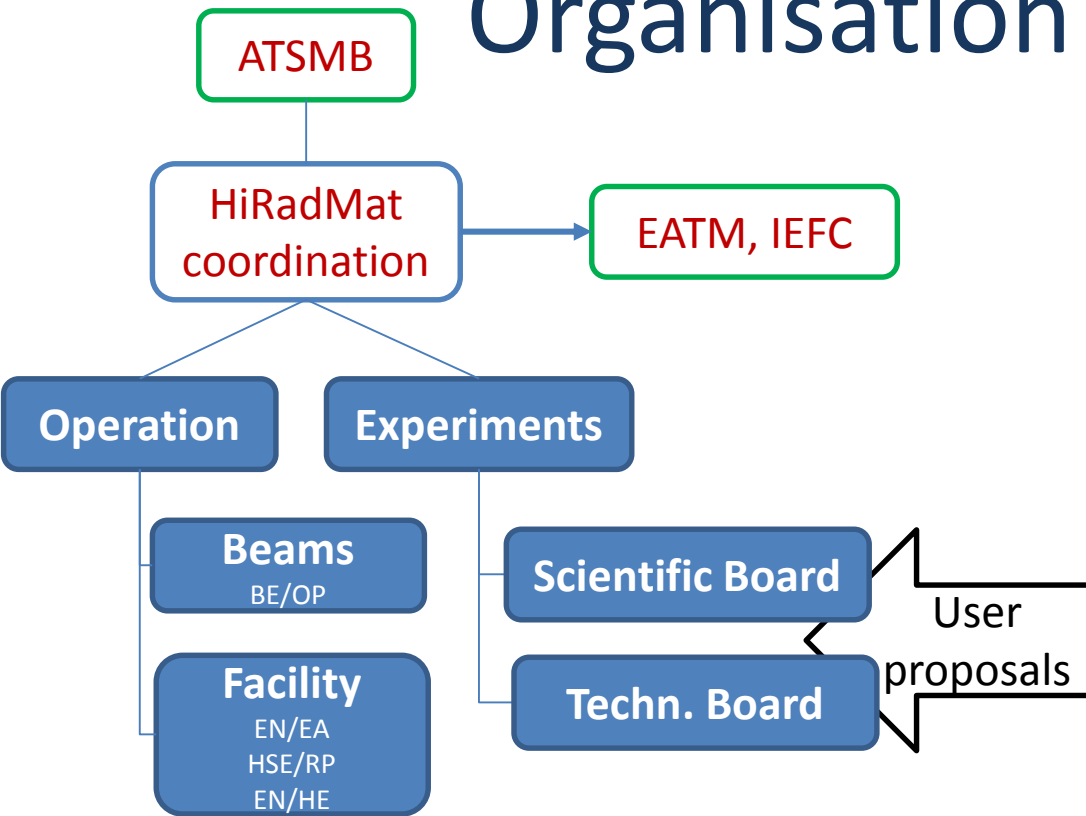 Organisation
ATSMB
HiRadMat
coordination
EATM, IEFC
Operation
Experiments
Beams
BE/OP
Scientific Board
User
proposals
Facility
EN/EA
HSE/RP
EN/HE
Techn. Board